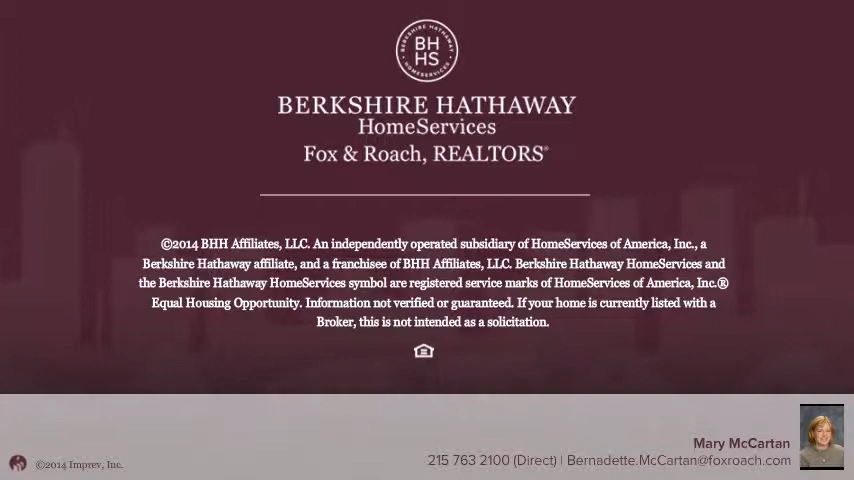 BERKSHIRE HATHAWAY
BH
HS
HOMESERVICES
BERKSHIRE HATHAWAY
HomeServices
Fox & Roach, REALTORS®
©2014 BHH Affiliates, LLC. An independently operated subsidiary of HomeServices of America, Inc., a
Berkshire Hathaway affiliate, and a franchisee of BHH Affiliates, LLC. Berkshire Hathaway HomeServices and
the Berkshire Hathaway HomeServices symbol are registered service marks of HomeServices of America, Inc.®
Equal Housing Opportunity. Information not verified or guaranteed. If your home is currently listed with a
Broker, this is not intended as a solicitation.
Mary McCartan
215 763 2100 (Direct) | Bernadette.McCartan@foxroach.com
©2014 Imprev, Inc.